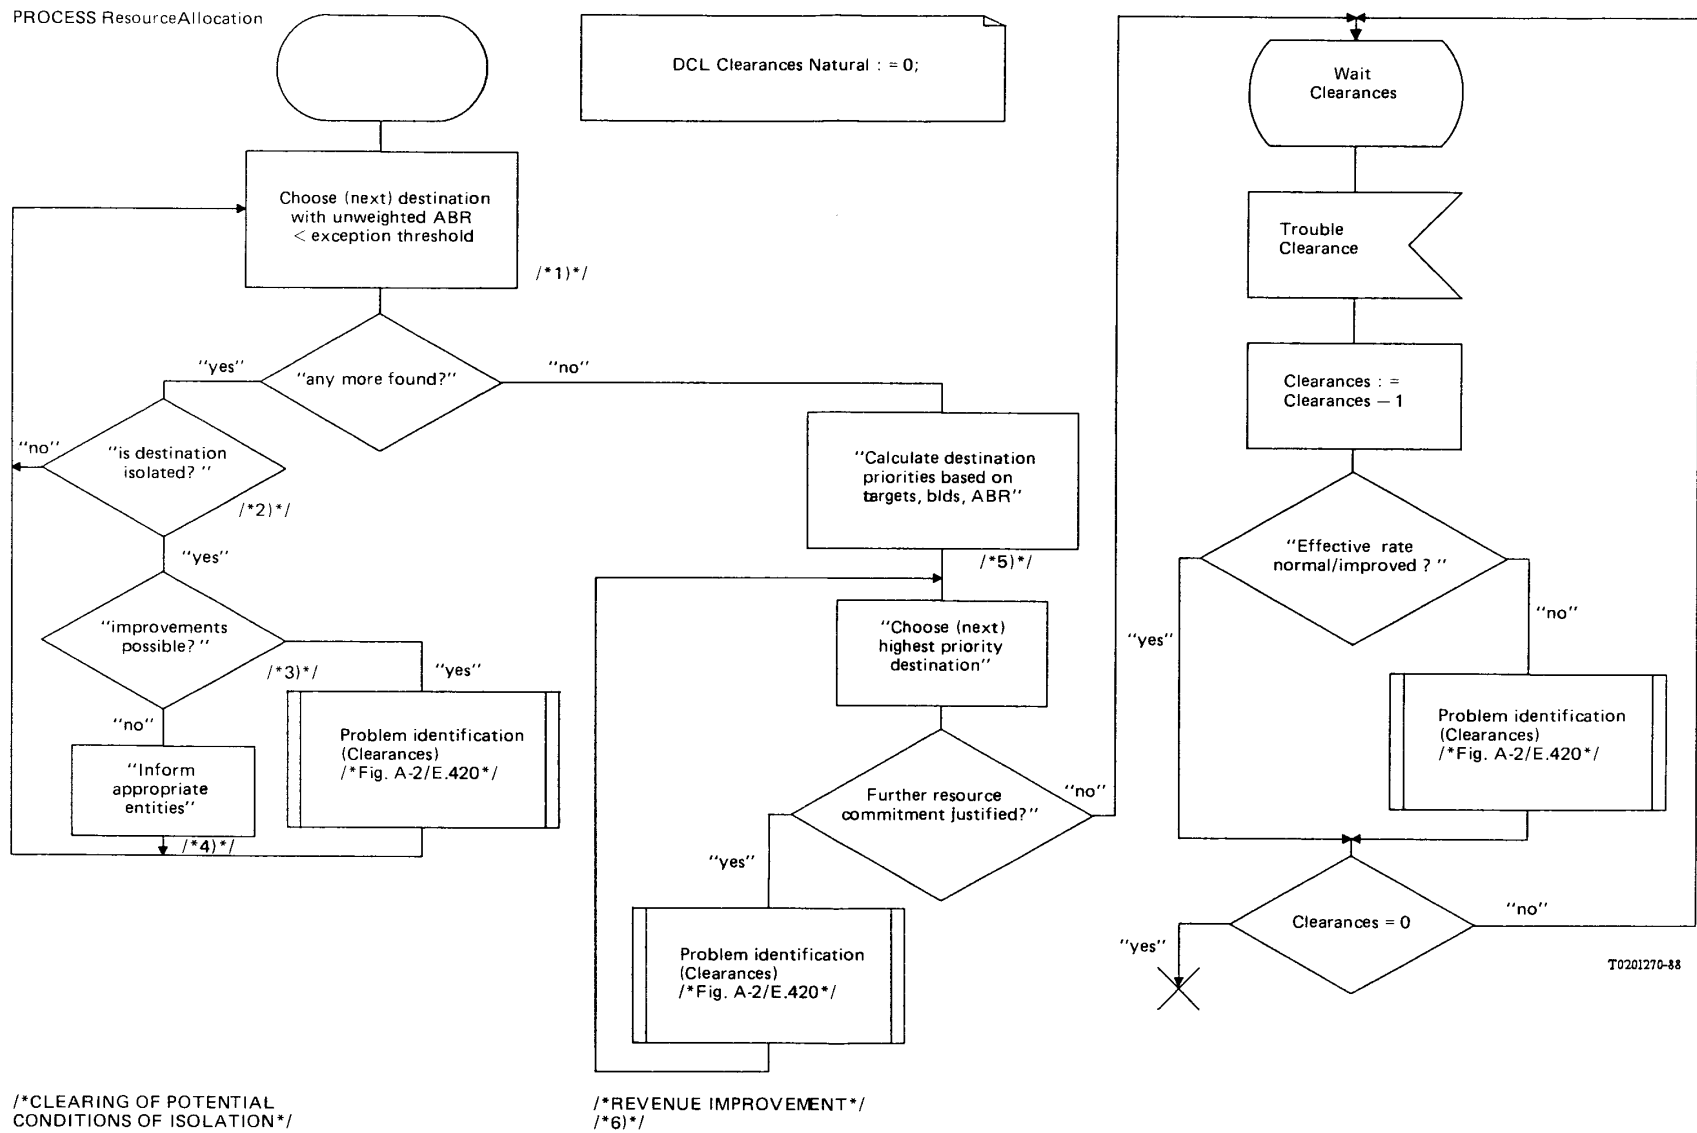 PROCESS ResourceAllocation
DCL Clearances Natural : = 0;
Choose (next) destination
with unweighted ABR
< exception threshold
/*1)*/
"any more found?"
"yes"
"no"
"is destination
isolated? "
"no"
/*2)*/
"yes"
"improvements
possible? "
/*3)*/
"yes"
"no"
"Inform
appropriate
entities"
/*4)*/
Problem identification
(Clearances)
/*Fig. A-2/E.420*/
/*CLEARING OF POTENTIAL
CONDITIONS OF ISOLATION*/
"Calculate destination
priorities based on
targets, blds, ABR"
/*5)*/
"Choose (next)
highest priority
destination"
Further resource
commitment justified?"
"no"
"yes"
Problem identification
(Clearances)
/*Fig. A-2/E.420*/
/*REVENUE IMPROVEMENT*/
/*6)*/
Wait
Clearances
Trouble
Clearance
Clearances : =
Clearances – 1
"Effective rate
normal/improved ? "
"yes"
"no"
Problem identification
(Clearances)
/*Fig. A-2/E.420*/
Clearances = 0
"no"
"yes"
T0201270-88